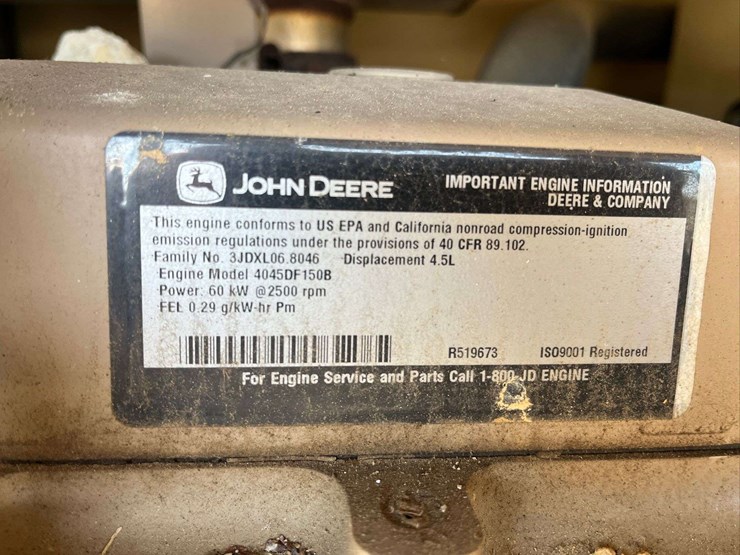 JOHN DEERE
IMPORTANT ENGINE INFORMATION
DEERE & COMPANY
This engine conforms to US EPA and California nonroad compression-ignition
emission regulations under the provisions of 40 CFR 89.102.
Family No. 3JDXL06.8046 Displacement 4.5L
Engine Model 4045DF150B
Power: 60 kW @2500 rpm
FEL 0.29 g/kW-hr Pm
R519673 ISO9001 Registered
For Engine Service and Parts Call 1-800-JD ENGINE